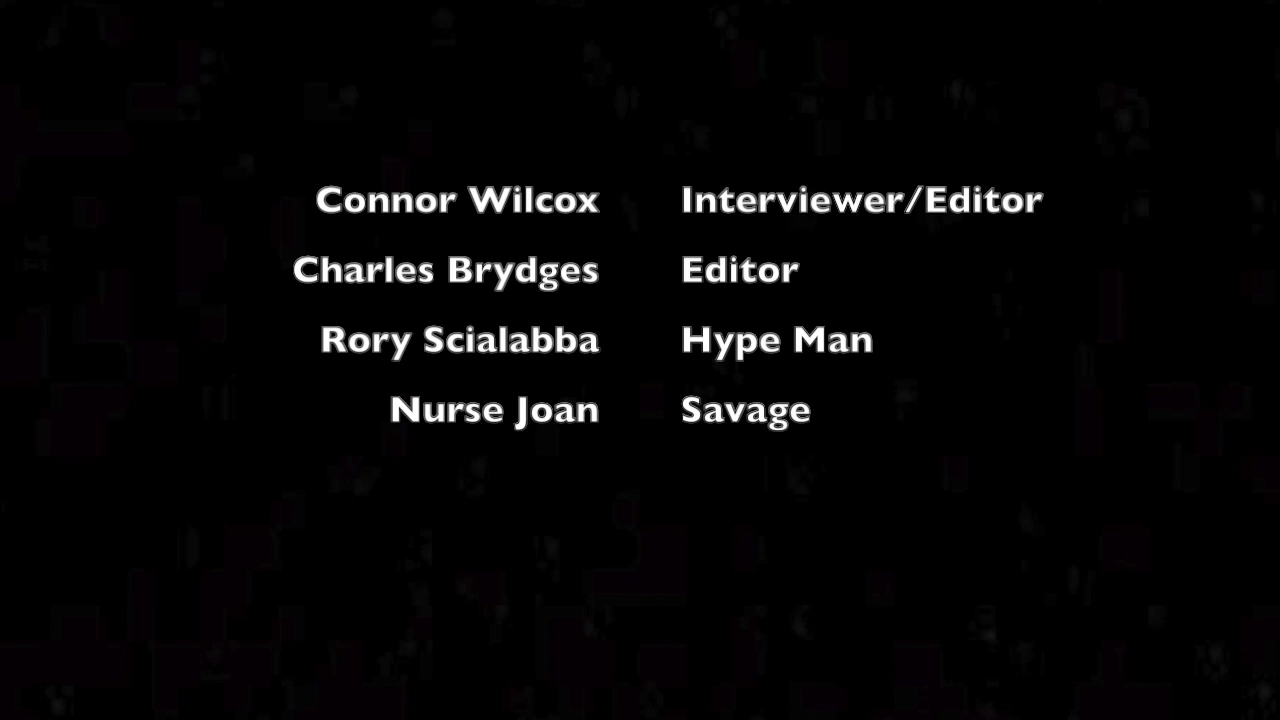 Connor Wilcox Interviewer/Editor
Charles Brydges Editor
Rory Scialabba Hype Man
Nurse Joan Savage